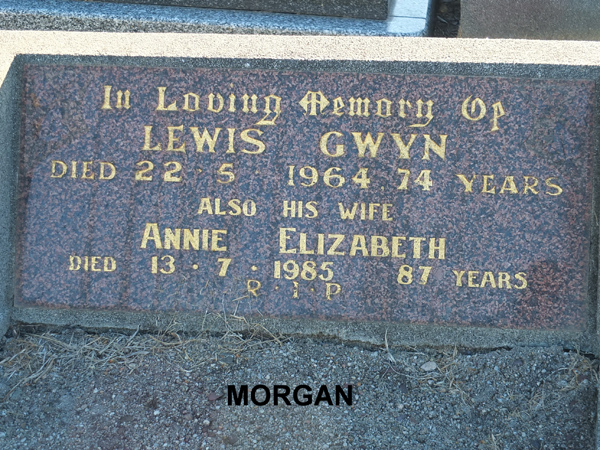 In Loving Memory Of
LEWIS GWYN
DIED 22 · 5 · 1964, 74 YEARS
ALSO HIS WIFE
ANNIE ELIZABETH
DIED 13 · 7 · 1985 87 YEARS
R · I · P
MORGAN